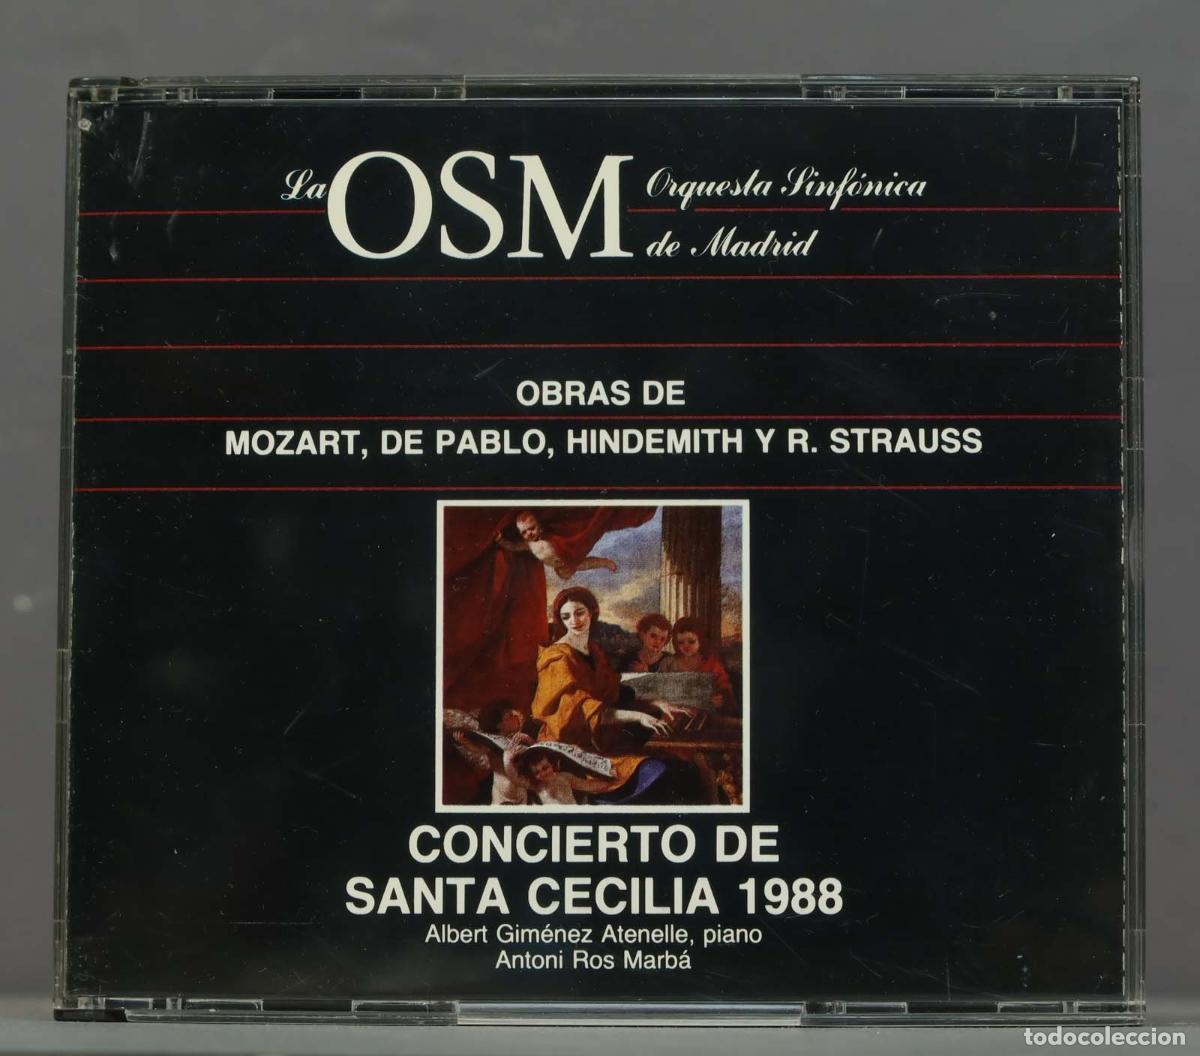 La OSM Orquesta Sinfónica
de Madrid
OBRAS DE
MOZART, DE PABLO, HINDEMITH Y R. STRAUSS
CONCIERTO DE
SANTA CECILIA 1988
Albert Giménez Atenelle, piano
Antoni Ros Marbá
todocoleccion